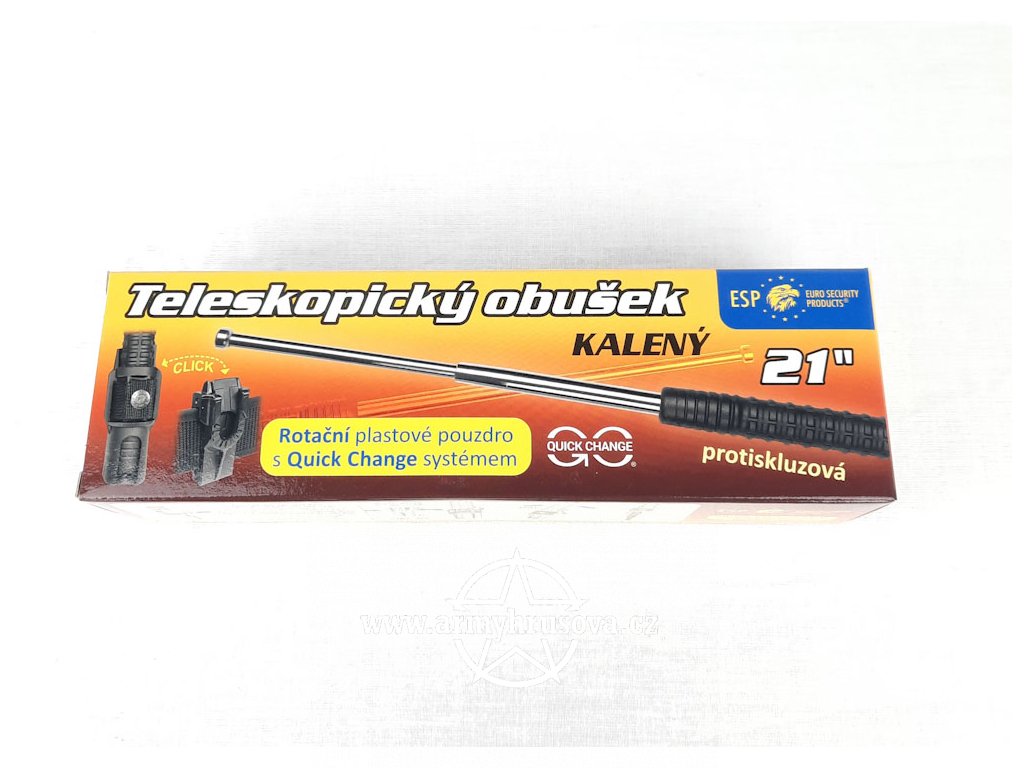 Teleskopický obušek
KALENÝ
21"
ESP
EURO SECURITY
PRODUCTS
CLICK
Rotační plastové pouzdro
s Quick Change systémem
QUICK CHANGE
®
protiskluzová
www.armyhrusova.cz